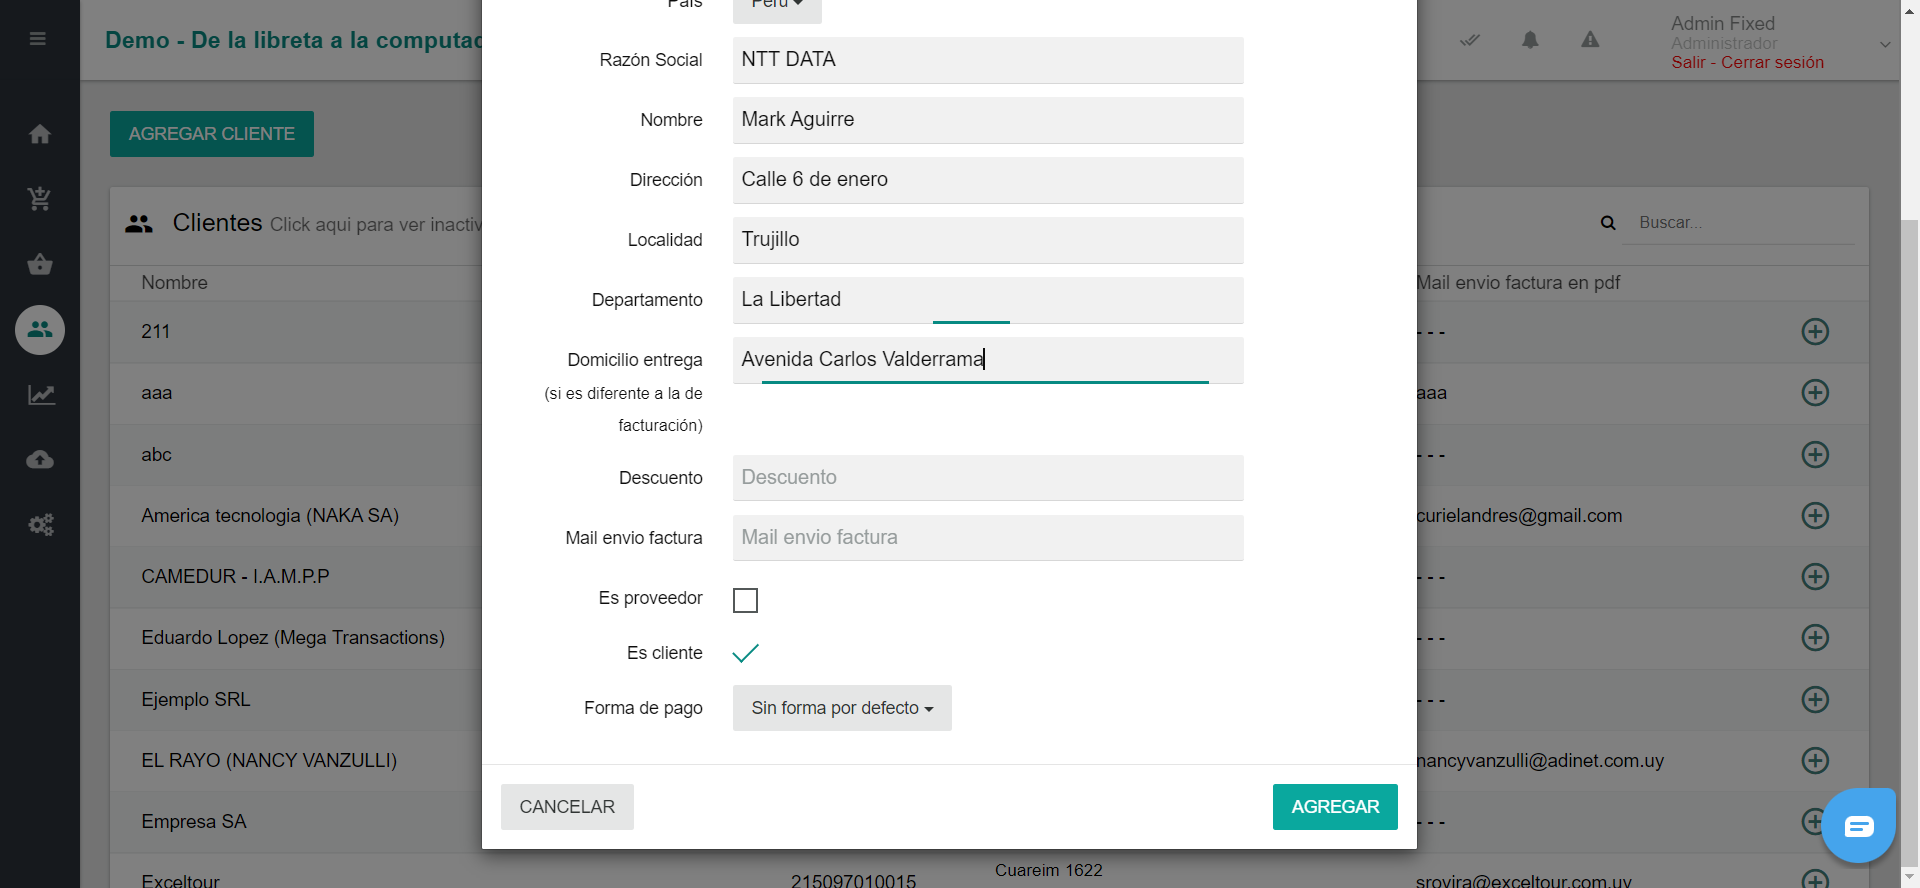 País Perú
Demo - De la libreta a la computad
Admin Fixed
Administrador
Salir - Cerrar sesión
Razón Social NTT DATA
AGREGAR CLIENTE
Nombre Mark Aguirre
Dirección Calle 6 de enero
Clientes Click aqui para ver inactiv
Buscar...
Localidad Trujillo
Nombre
Mail envio factura en pdf
Departamento La Libertad
211
- - -
Domicilio entrega Avenida Carlos Valderrama
(si es diferente a la de
facturación)
aaa
aaa
abc
- - -
Descuento Descuento
America tecnologia (NAKA SA)
curielandres@gmail.com
Mail envio factura Mail envio factura
CAMEDUR - I.A.M.P.P
- - -
Es proveedor
Eduardo Lopez (Mega Transactions)
- - -
Es cliente
Ejemplo SRL
- - -
Forma de pago Sin forma por defecto
EL RAYO (NANCY VANZULLI)
nancyvanzulli@adinet.com.uy
CANCELAR
AGREGAR
Empresa SA
- - -
Exceltour
215097010015
Cuareim 1622
srovira@exceltour.com.uy